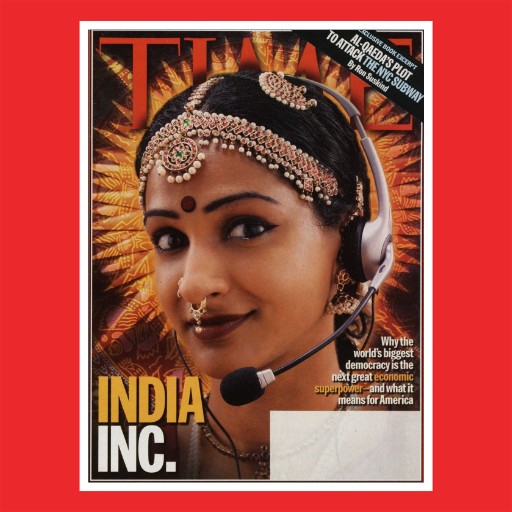 TIME
EXCLUSIVE BOOK EXCERPT
AL-QAEDA'S PLOT
TO ATTACK THE NYC SUBWAY
By Ron Suskind
Why the
world's biggest
democracy is the
next great economic
superpower—and what it
means for America
INDIA
INC.